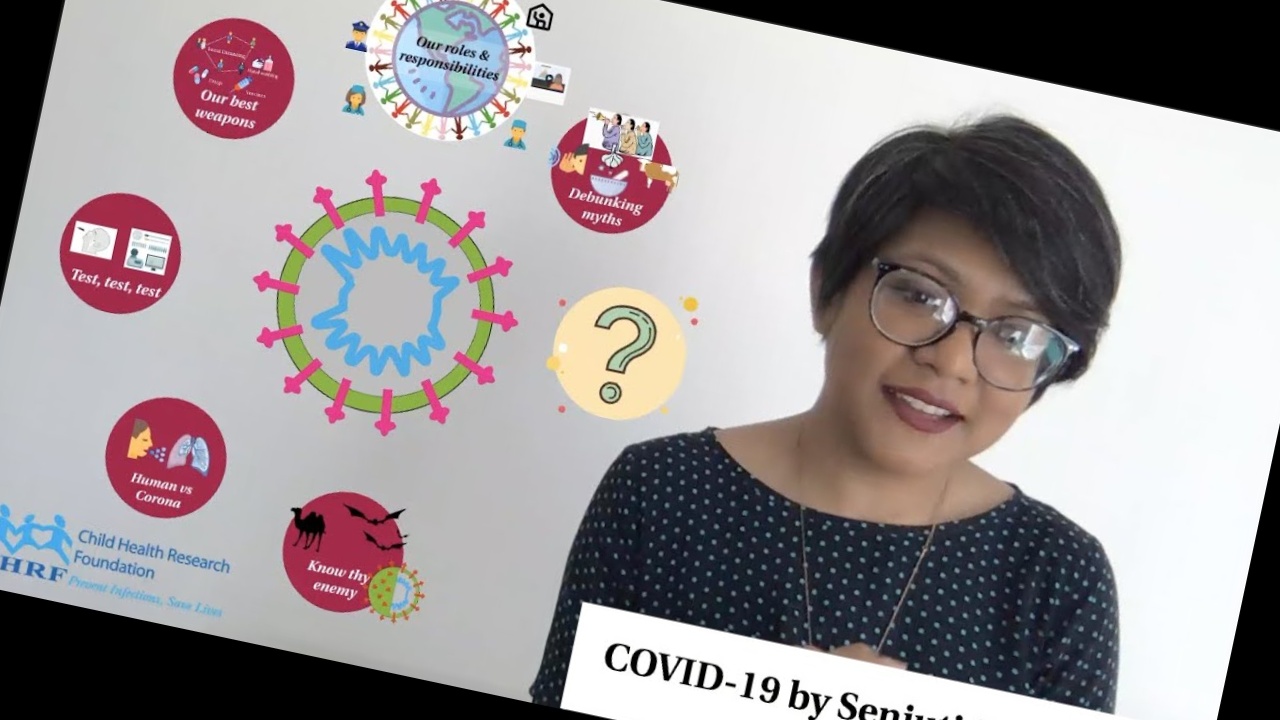 Our roles &
responsibilities
Our best
weapons
Debunking
myths
Test, test, test
Human vs
Corona
Know thy
enemy
Child Health Research
Foundation
HRF
Prevent Infections, Save Lives
COVID-19 by Senjuti